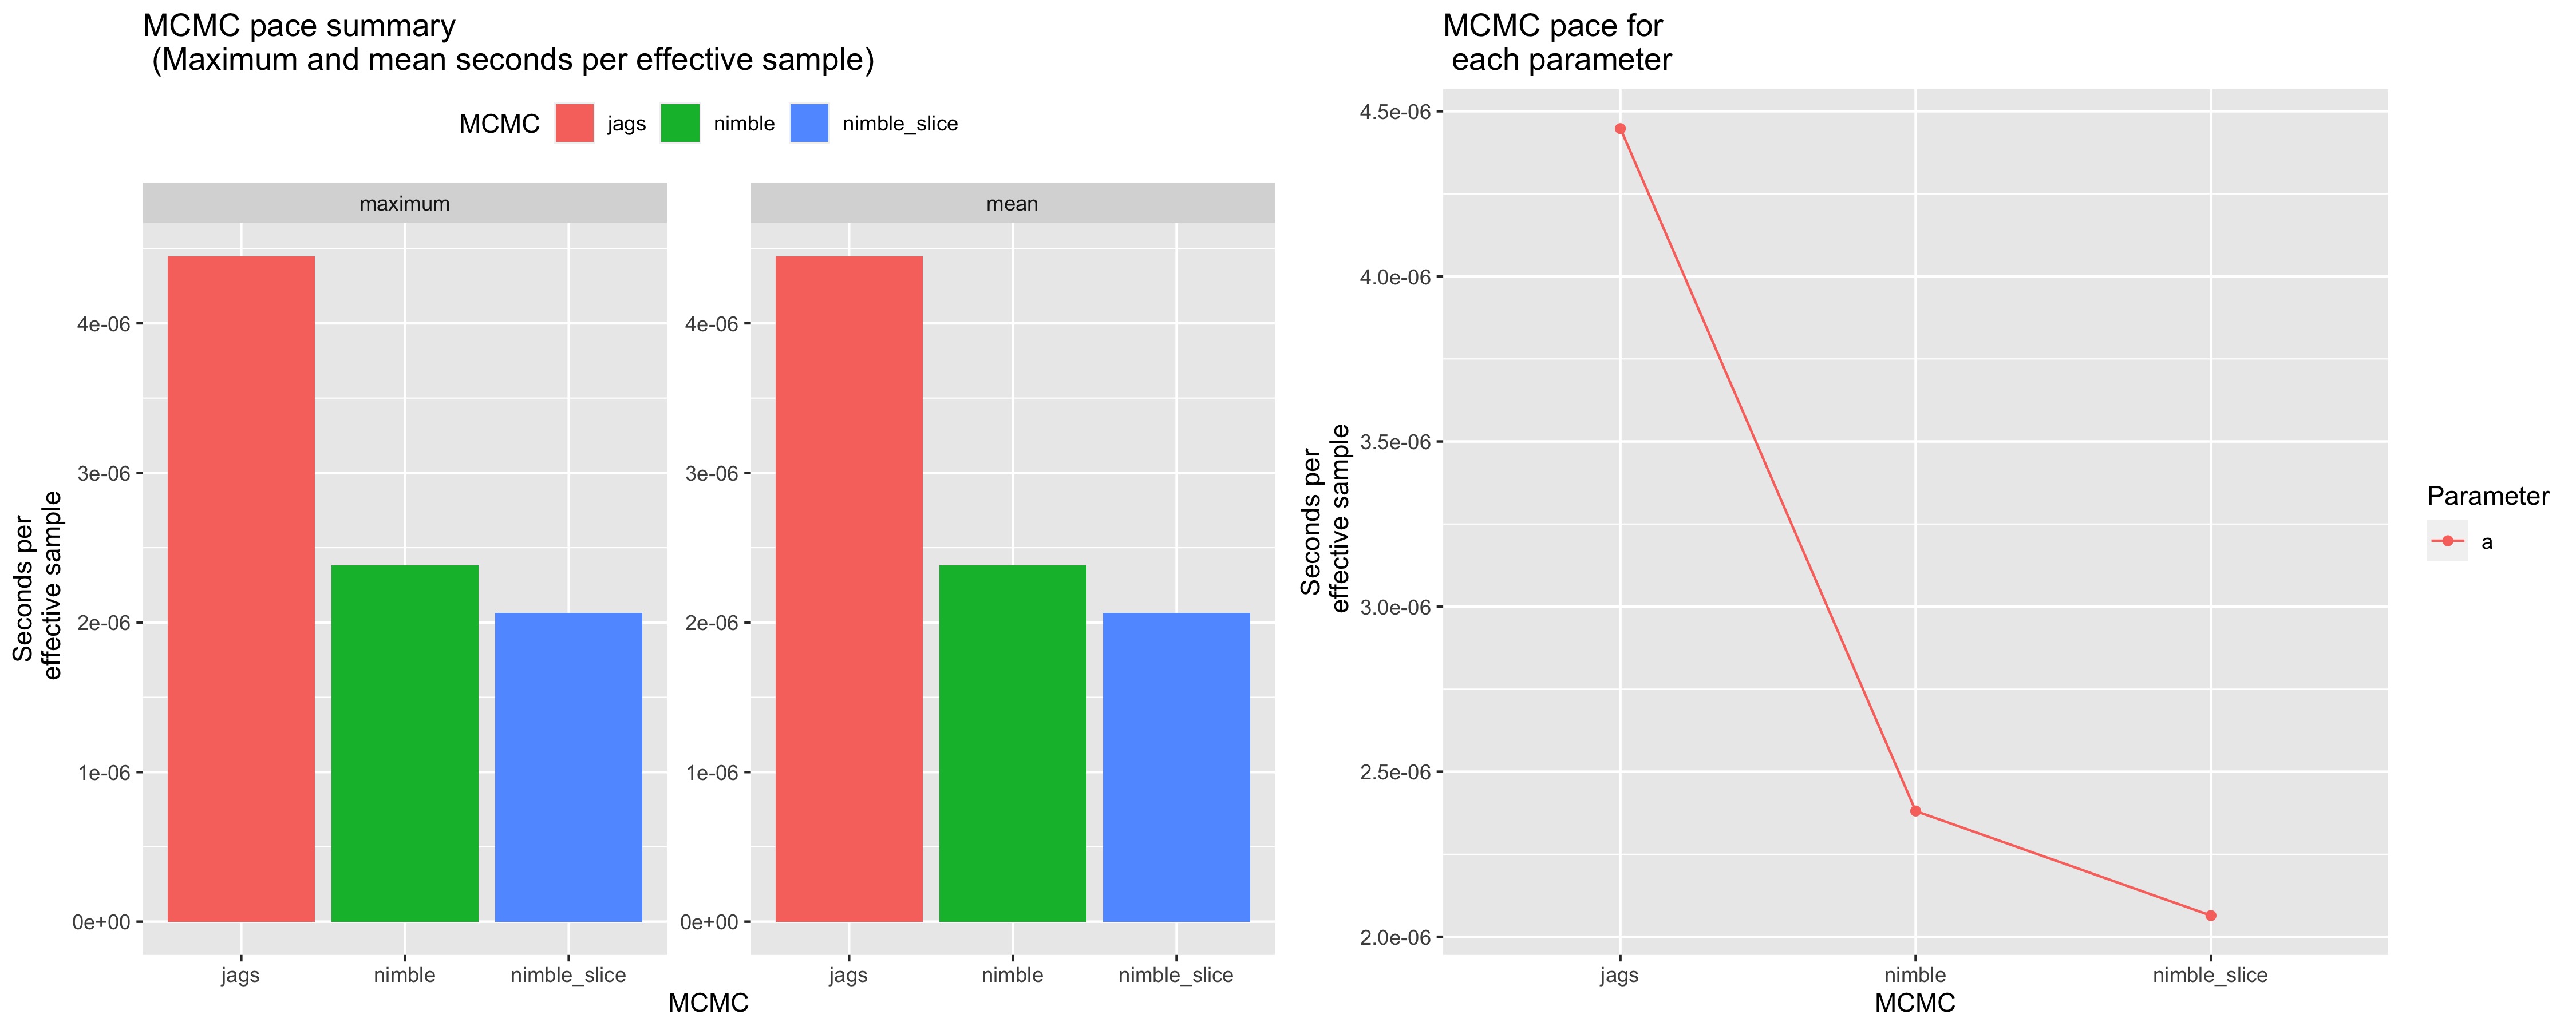 MCMC pace summary
(Maximum and mean seconds per effective sample)
MCMC jags nimble nimble_slice
maximum
mean
Seconds per
effective sample
4e-06
3e-06
2e-06
1e-06
0e+00
4e-06
3e-06
2e-06
1e-06
0e+00
jags nimble nimble_slice
jags nimble nimble_slice
MCMC
MCMC pace for
each parameter
Seconds per
effective sample
4.5e-06
4.0e-06
3.5e-06
3.0e-06
2.5e-06
2.0e-06
jags nimble nimble_slice
MCMC
Parameter
a